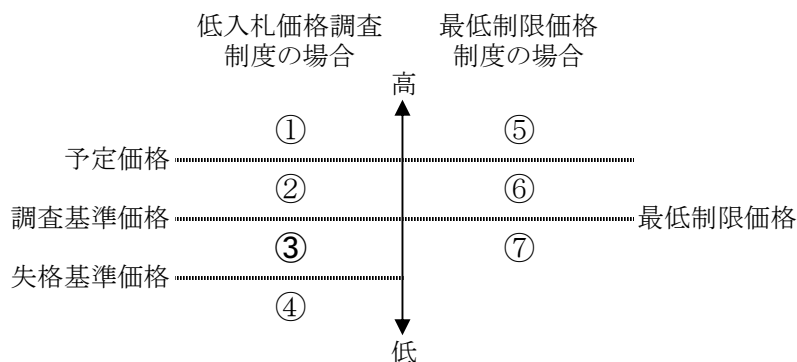 低入札価格調査
制度の場合
最低制限価格
制度の場合
高
①
⑤
予定価格
②
⑥
調査基準価格
最低制限価格
③
⑦
失格基準価格
④
低